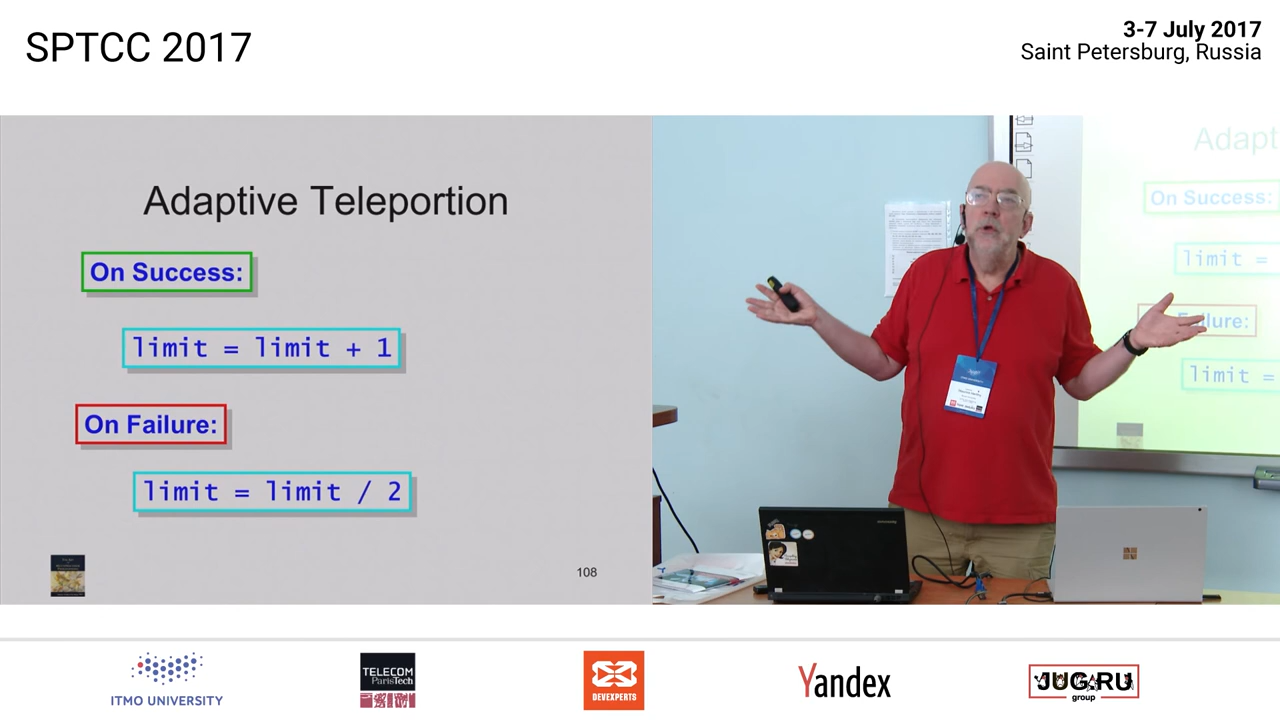 SPTCC 2017
3-7 July 2017
Saint Petersburg, Russia
Adaptive Teleportion
On Success:
limit = limit + 1
On Failure:
limit = limit / 2
108
Adapt
On Success:
limit =
ilure:
limit =
ITMO UNIVERSITY
TELECOM
ParisTech
DEVEXPERTS
Yandex
JUG.RU
group